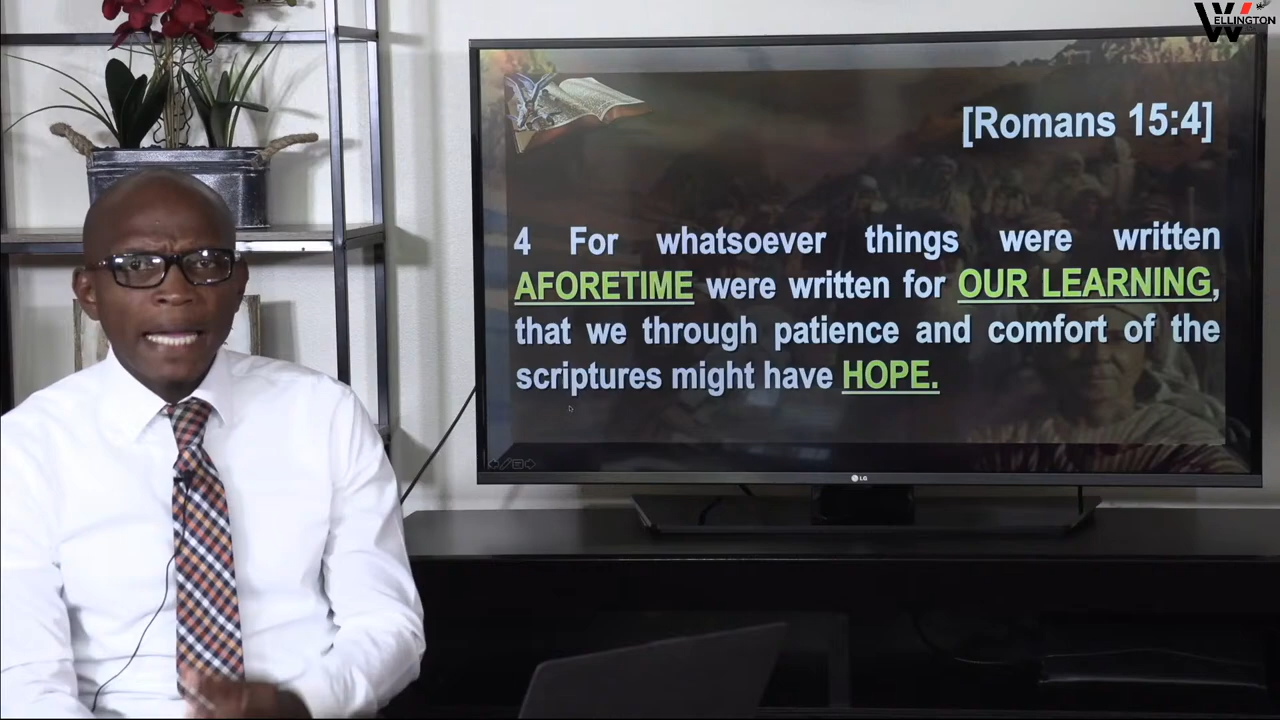 WELLINGTON
[Romans 15:4]
4 For whatsoever things were written
AFORETIME were written for OUR LEARNING,
that we through patience and comfort of the
scriptures might have HOPE.
LG